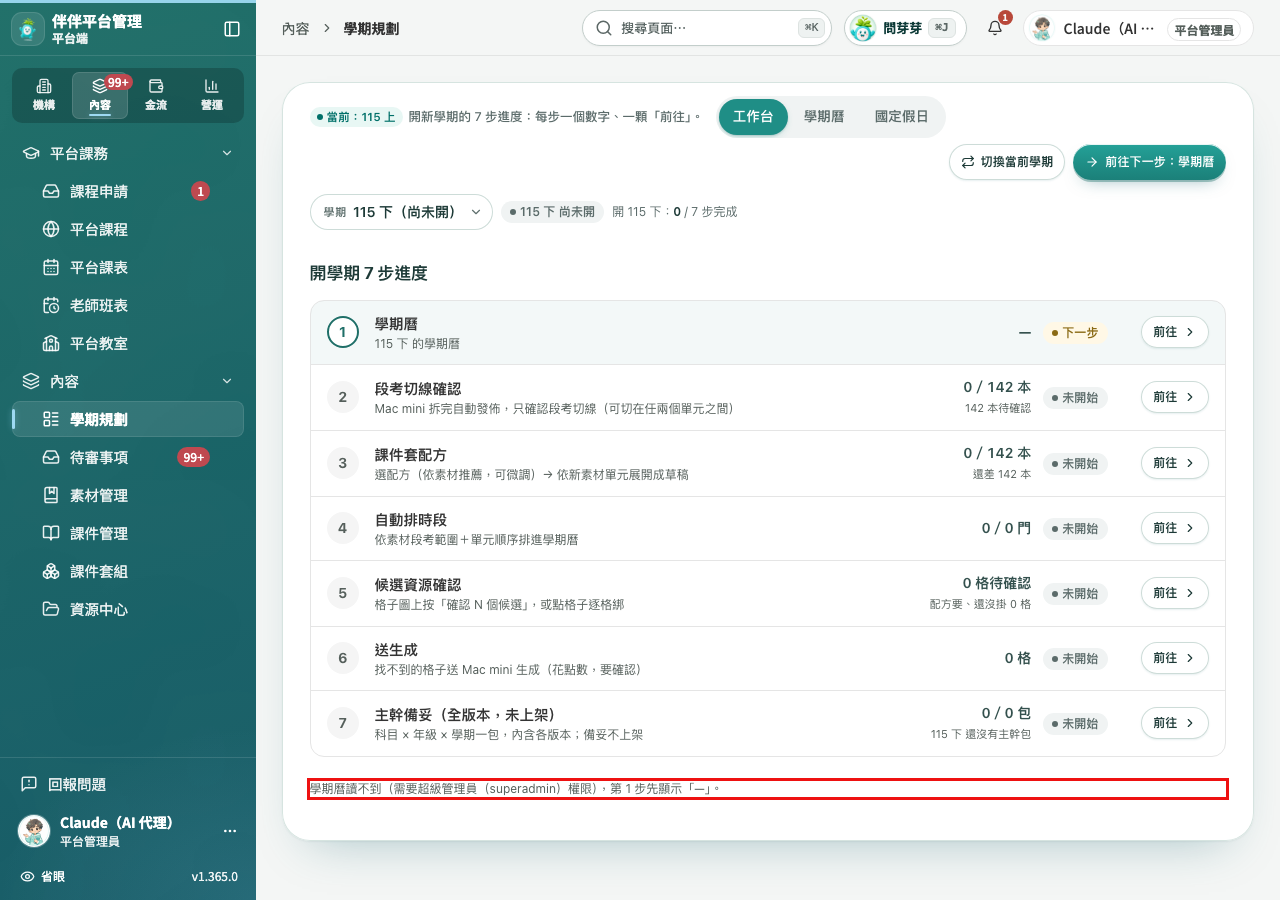 伴伴平台管理
平台端
機構
內容
99+
金流
營運
平台課務
課程申請
1
平台課程
平台課表
老師班表
平台教室
內容
學期規劃
待審事項
99+
素材管理
課件管理
課件套組
資源中心
回報問題
Claude（AI 代理）
平台管理員
省眼
v1.365.0
內容
學期規劃
搜尋頁面…
⌘K
問芽芽
⌘J
1
Claude（AI …
平台管理員
當前：115 上
開新學期的 7 步進度：每步一個數字、一顆「前往」。
工作台
學期曆
國定假日
切換當前學期
前往下一步：學期曆
學期 115 下（尚未開）
115 下 尚未開
開 115 下：0 / 7 步完成
開學期 7 步進度
1
學期曆
115 下 的學期曆
—
下一步
前往
2
段考切線確認
Mac mini 拆完自動發佈，只確認段考切線（可切在任兩個單元之間）
0 / 142 本
142 本待確認
未開始
前往
3
課件套配方
選配方（依素材推薦，可微調）→ 依新素材單元展開成草稿
0 / 142 本
還差 142 本
未開始
前往
4
自動排時段
依素材段考範圍＋單元順序排進學期曆
0 / 0 門
未開始
前往
5
候選資源確認
格子圖上按「確認 N 個候選」，或點格子逐格綁
0 格待確認
配方要、還沒掛 0 格
未開始
前往
6
送生成
找不到的格子送 Mac mini 生成（花點數，要確認）
0 格
未開始
前往
7
主幹備妥（全版本，未上架）
科目 × 年級 × 學期一包，內含各版本；備妥不上架
0 / 0 包
115 下 還沒有主幹包
未開始
前往
學期曆讀不到（需要超級管理員（superadmin）權限），第 1 步先顯示「—」。